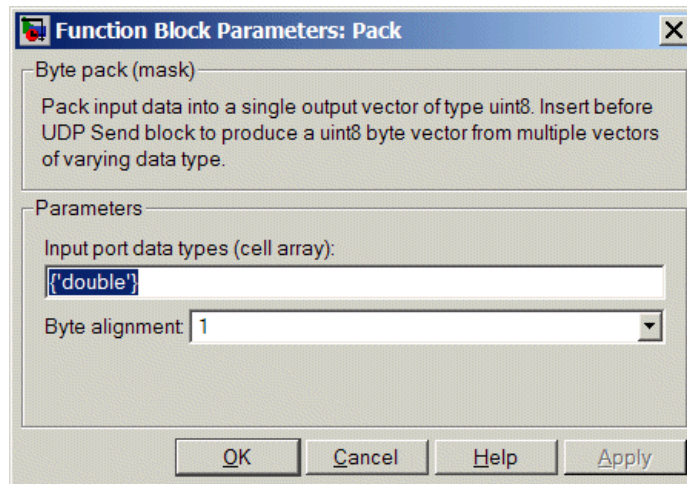 Function Block Parameters: Pack
Byte pack (mask)
Pack input data into a single output vector of type uint8. Insert before
UDP Send block to produce a uint8 byte vector from multiple vectors
of varying data type.
Parameters
Input port data types (cell array):
{'double'}
Byte alignment: 1
OK Cancel Help Apply